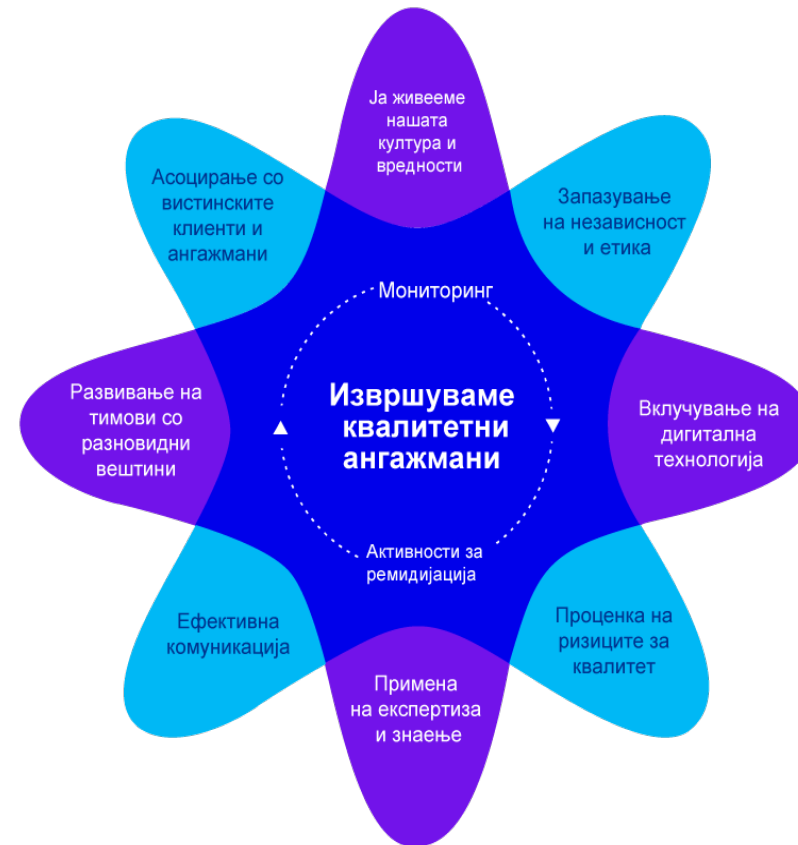 Ја живееме
нашата
култура и
вредности
Запазување
на независност
и етика
Вклучување на
дигитална
технологија
Проценка на
ризиците за
квалитет
Примена
на експертиза
и знаење
Ефективна
комуникација
Развивање на
тимови со
разновидни
вештини
Асоцирање со
вистинските
клиенти и
ангажмани
Мониторинг
Извршуваме
квалитетни
ангажмани
Активности за
ремидијација